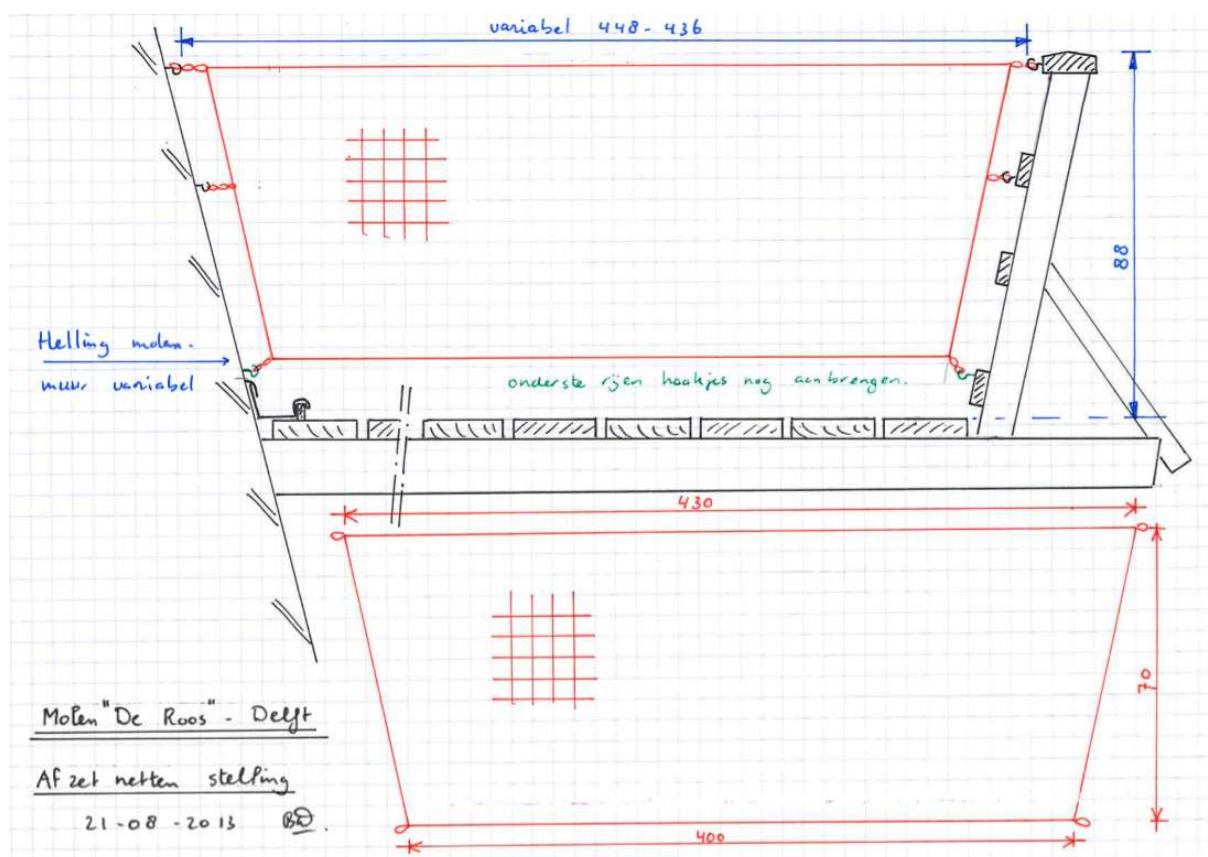 variabel 448-436
88
Helling molen-
muur variabel
onderste rijen haakjes nog aanbrengen.
430
70
400
Molen "De Roos" - Delft
Afzet netten stelling
21-08-2013